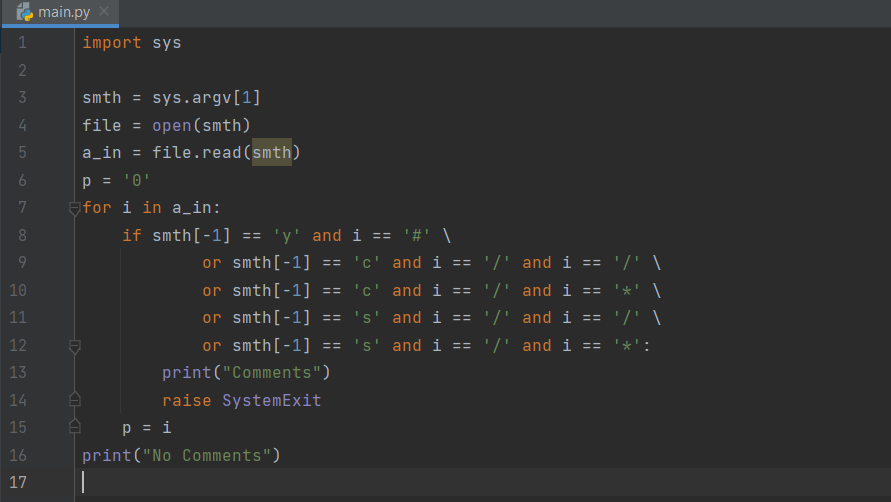 main.py
1 import sys
2
3 smth = sys.argv[1]
4 file = open(smth)
5 a_in = file.read(smth)
6 p = '0'
7 for i in a_in:
8     if smth[-1] == 'y' and i == '#' \
9             or smth[-1] == 'c' and i == '/' and i == '/' \
10             or smth[-1] == 'c' and i == '/' and i == '*' \
11             or smth[-1] == 's' and i == '/' and i == '/' \
12             or smth[-1] == 's' and i == '/' and i == '*':
13         print("Comments")
14         raise SystemExit
15     p = i
16 print("No Comments")
17